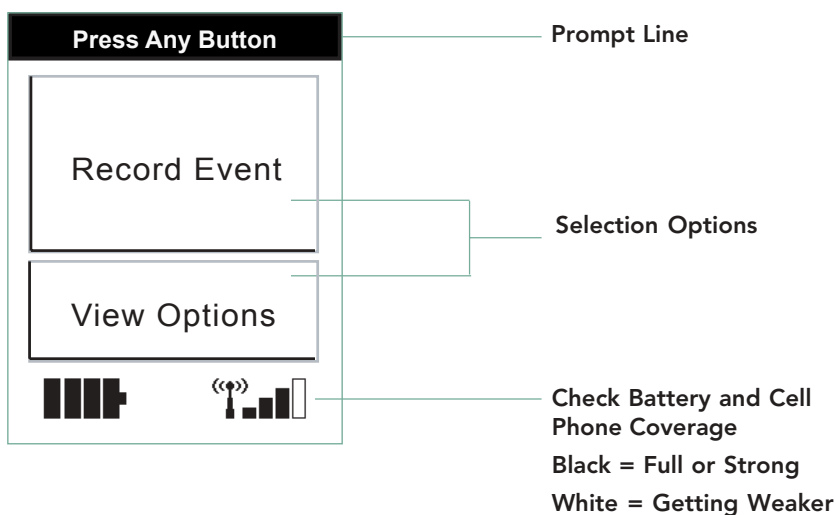 Press Any Button
Prompt Line
Record Event
Selection Options
View Options
Check Battery and Cell
Phone Coverage
Black = Full or Strong
White = Getting Weaker